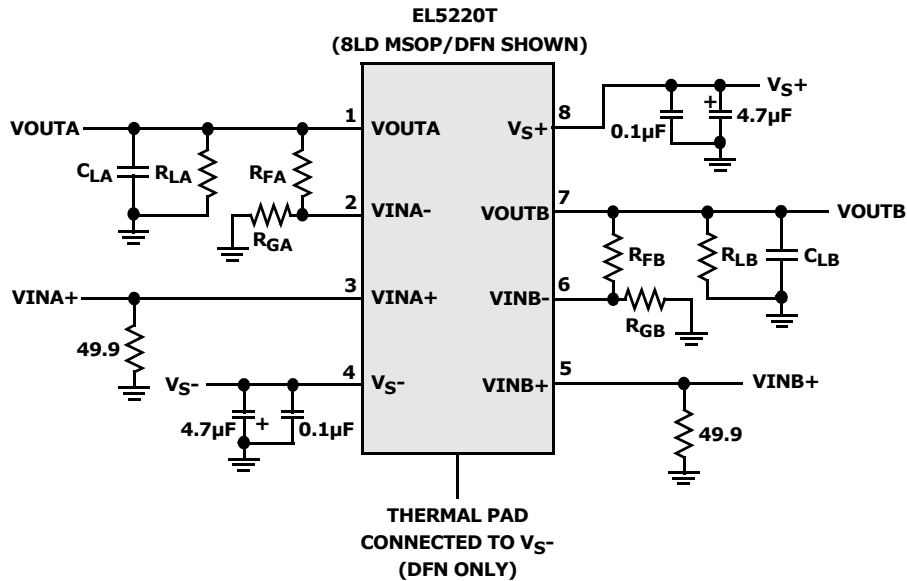 EL5220T
(8LD MSOP/DFN SHOWN)
VOUTA
1
VOUTA
CLA
RLA
RFA
2
VINA-
RGA
VINA+
3
VINA+
49.9
VS-
4
VS-
4.7µF
+
0.1µF
8
VS+
VS+
0.1µF
+
4.7µF
7
VOUTB
VOUTB
RFB
RLB
CLB
6
VINB-
RGB
5
VINB+
VINB+
49.9
THERMAL PAD
CONNECTED TO VS-
(DFN ONLY)